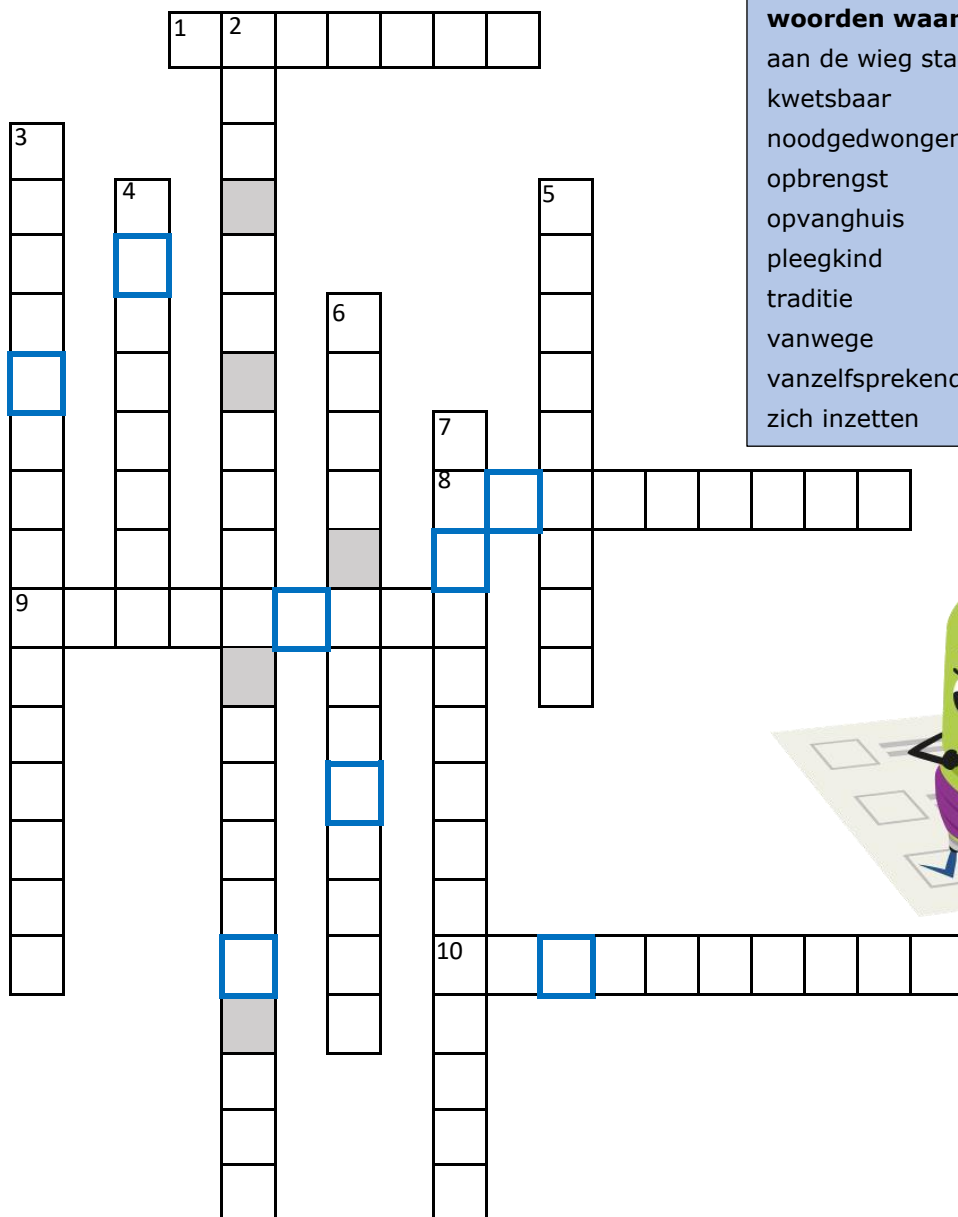 woorden waar
aan de wieg sta
kwetsbaar
noodgedwongen
opbrengst
opvanghuis
pleegkind
traditie
vanwege
vanzelfsprekend
zich inzetten
1 2
3
4 5
6
7
8
9
10